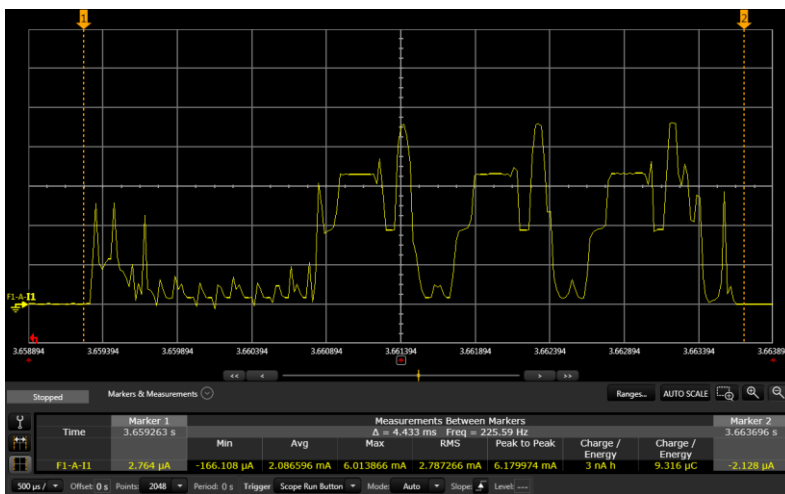 1 2
F1-A-I1
3.658894 3.659394 3.659894 3.660394 3.660894 3.661394 3.661894 3.662394 3.662894 3.663394 3.66389
<< < > >>
Stopped Markers & Measurements Ranges... AUTO SCALE
Marker 1 Measurements Between Markers Marker 2
Time 3.659263 s Δ = 4.433 ms Freq = 225.59 Hz 3.663696 s
Min Avg Max RMS Peak to Peak Charge / Energy Charge / Energy
F1-A-I1 2.764 µA -166.108 µA 2.086596 mA 6.013866 mA 2.787266 mA 6.179974 mA 3 nA h 9.316 µC -2.128 µA
500 µs / Offset: 0 s Points: 2048 Period: 0 s Trigger Scope Run Button Mode: Auto Slope: Level: ---